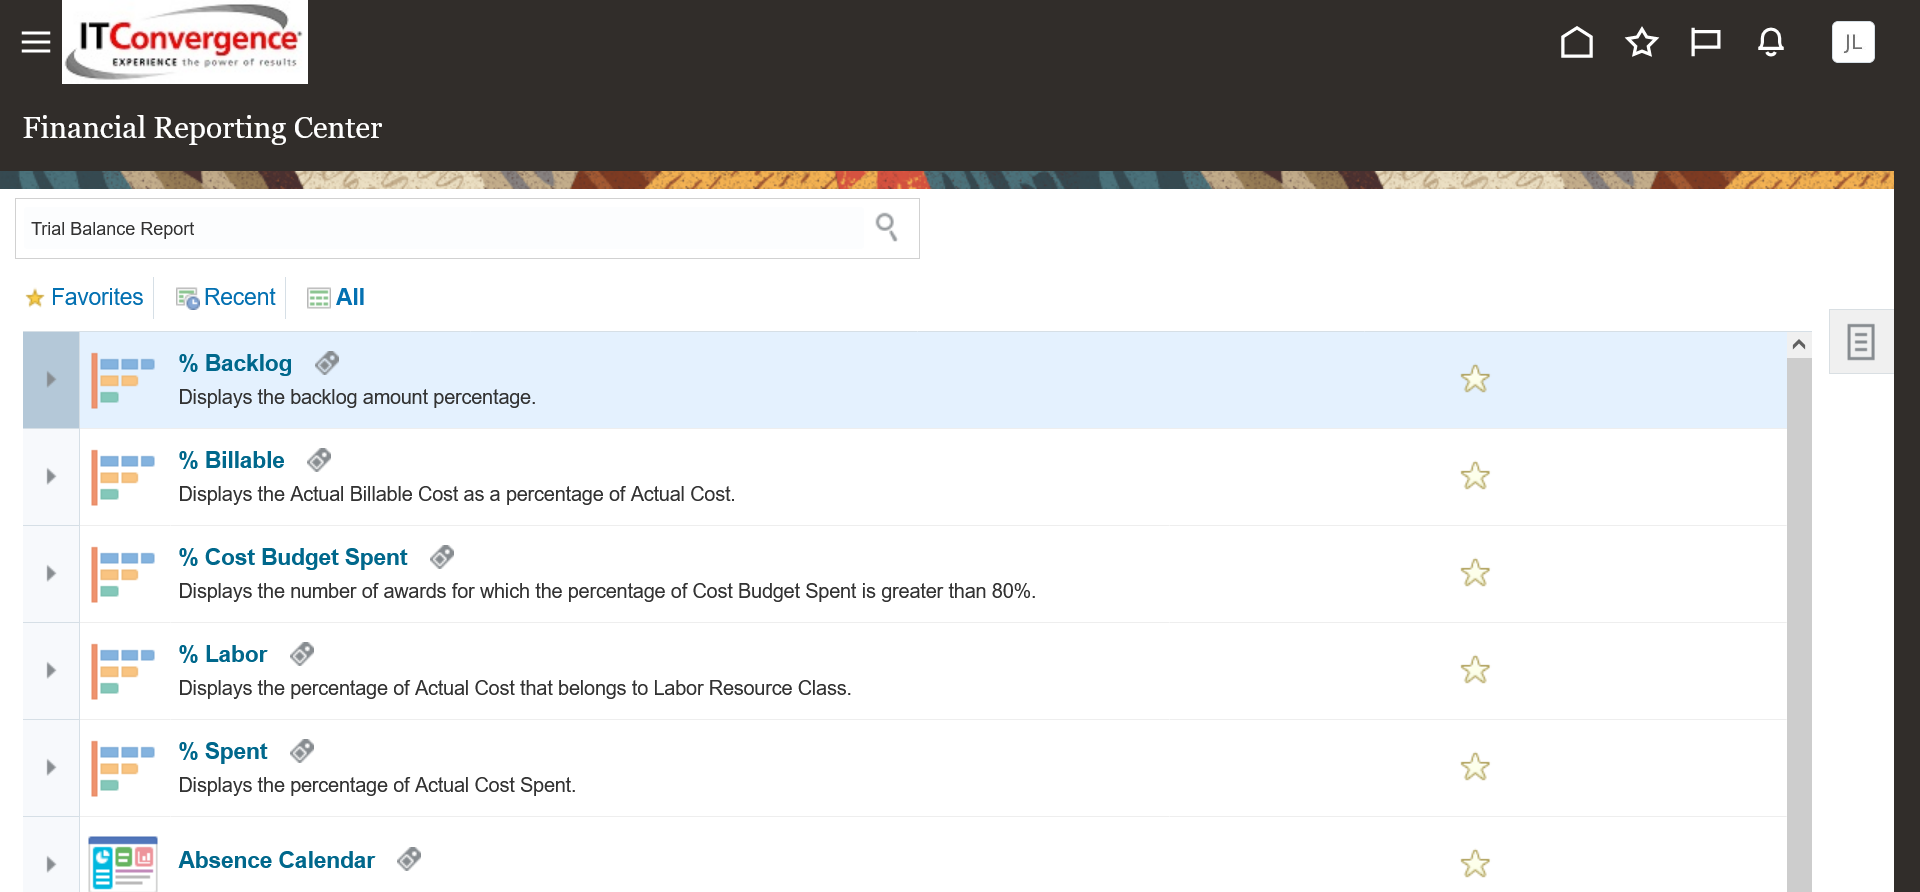 ITConvergence
EXPERIENCE the power of results
JL
Financial Reporting Center
Trial Balance Report
Favorites
Recent
All
% Backlog
Displays the backlog amount percentage.
% Billable
Displays the Actual Billable Cost as a percentage of Actual Cost.
% Cost Budget Spent
Displays the number of awards for which the percentage of Cost Budget Spent is greater than 80%.
% Labor
Displays the percentage of Actual Cost that belongs to Labor Resource Class.
% Spent
Displays the percentage of Actual Cost Spent.
Absence Calendar